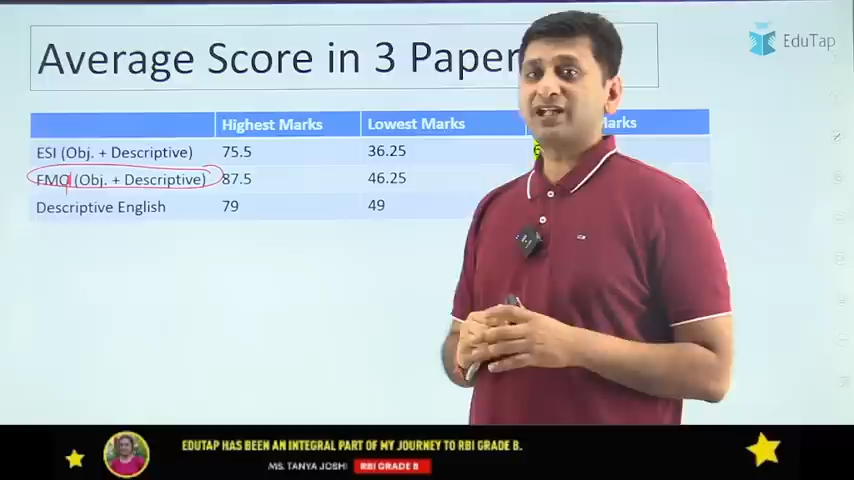 Average Score in 3 Paper
EduTap
Highest Marks Lowest Marks Marks
ESI (Obj. + Descriptive) 75.5 36.25 6
FMO (Obj. + Descriptive) 87.5 46.25
Descriptive English 79 49
EDUTAP HAS BEEN AN INTEGRAL PART OF MY JOURNEY TO RBI GRADE B.
MS. TANYA JOSHI RBI GRADE B